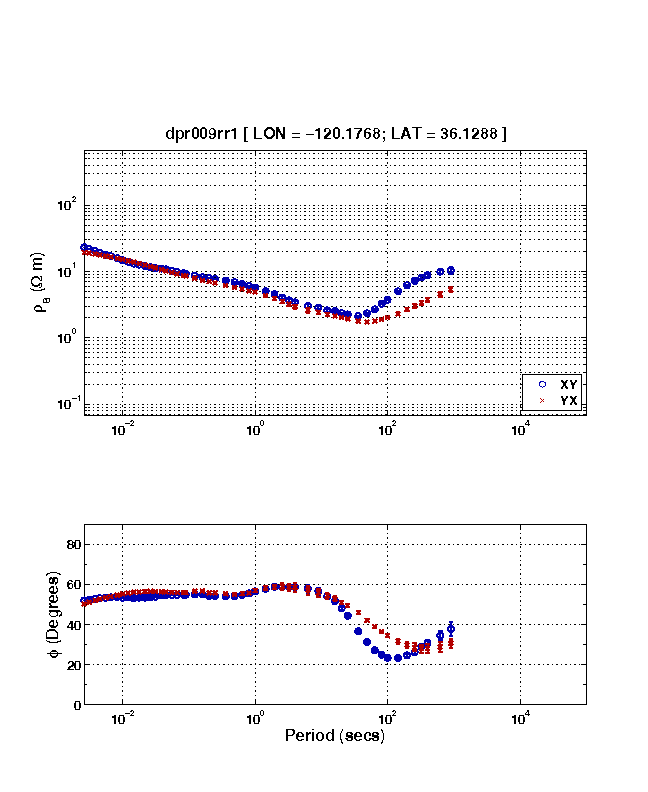 dpr009rr1 [ LON = −120.1768; LAT = 36.1288 ]
ρa (Ω m)
10²
10¹
10⁰
10⁻¹
XY
YX
10⁻² 10⁰ 10² 10⁴
φ (Degrees)
80
60
40
20
0
10⁻² 10⁰ 10² 10⁴
Period (secs)